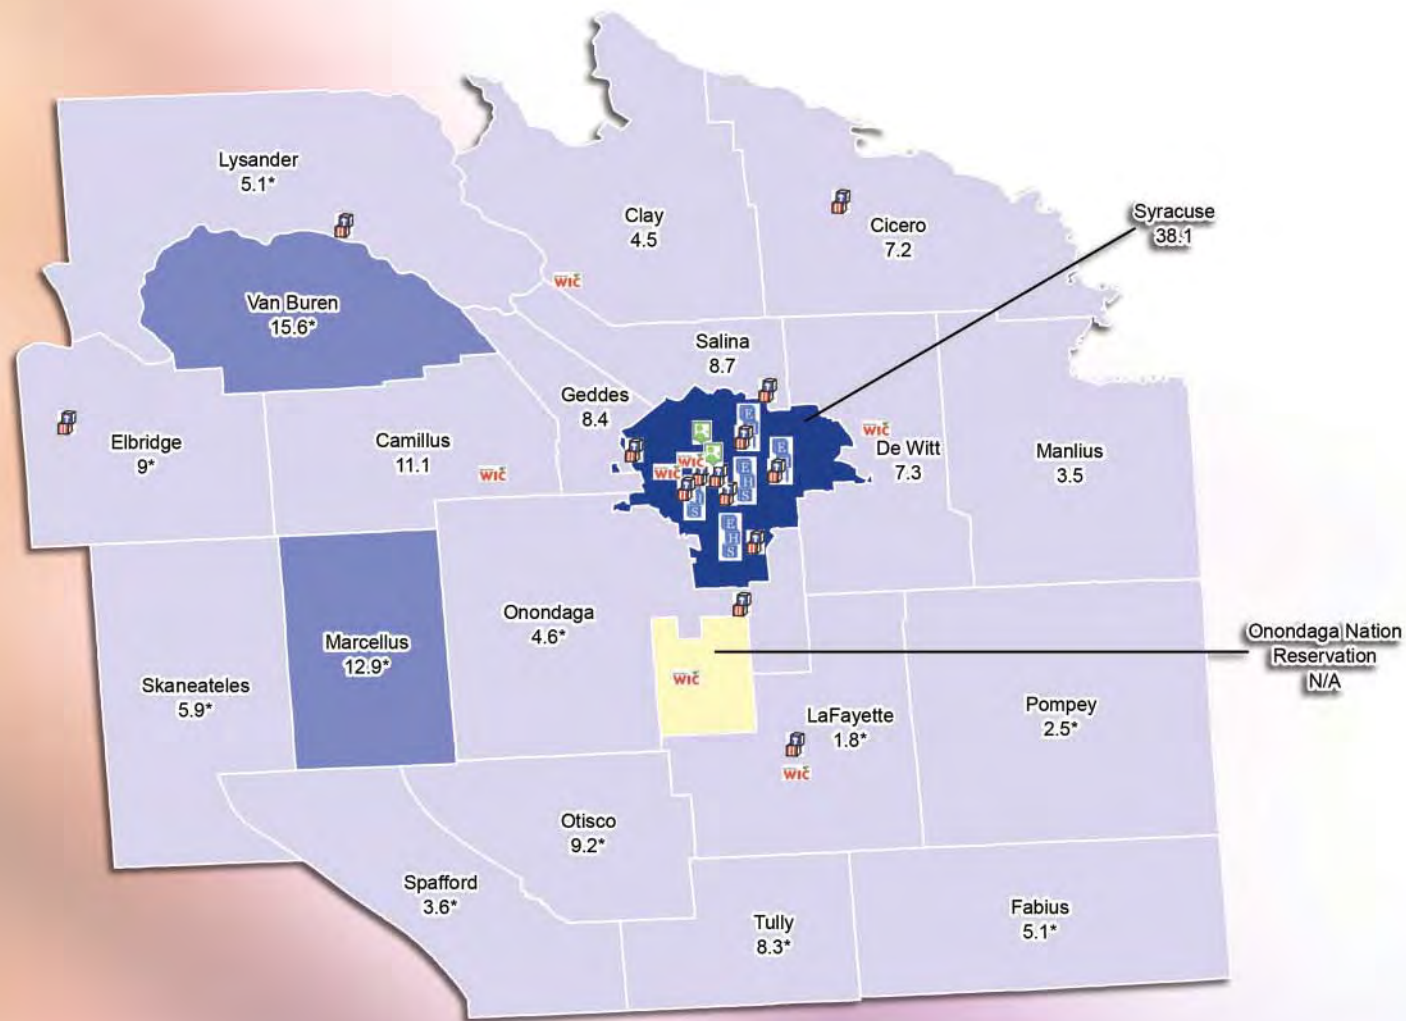 Lysander
5.1*
Clay
4.5
Cicero
7.2
Syracuse
38.1
WIC
Van Buren
15.6*
Salina
8.7
Geddes
8.4
Elbridge
9*
Camillus
11.1
WIC
E
E
WIC
WIC
E
H
S
S
E
H
S
WIC
De Witt
7.3
Manlius
3.5
Skaneateles
5.9*
Marcellus
12.9*
Onondaga
4.6*
WIC
Onondaga Nation
Reservation
N/A
LaFayette
1.8*
WIC
Pompey
2.5*
Otisco
9.2*
Spafford
3.6*
Tully
8.3*
Fabius
5.1*